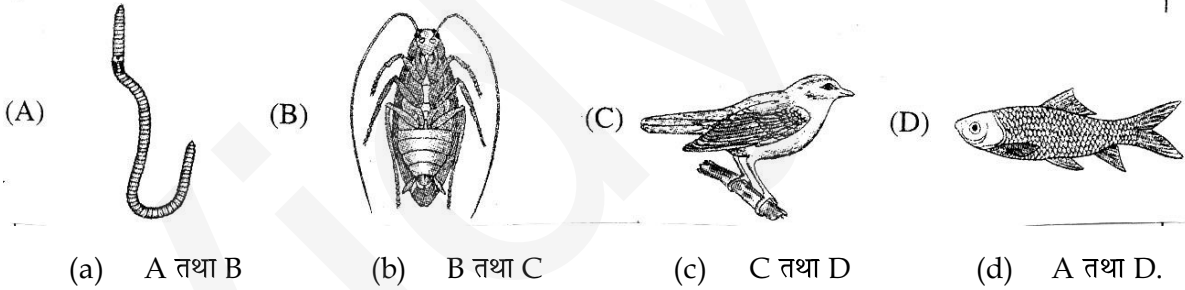 (A) (B) (C) (D)
(a) A तथा B (b) B तथा C (c) C तथा D (d) A तथा D.